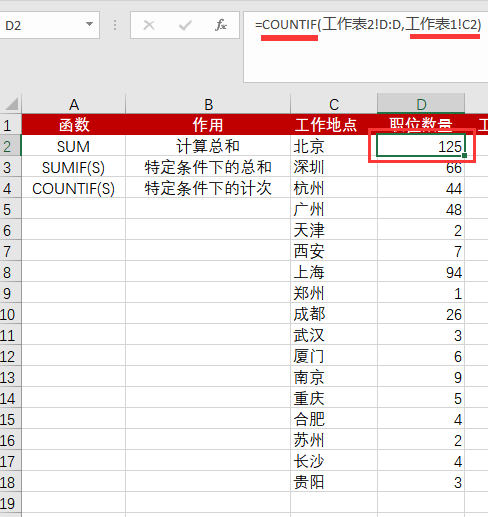 D2 fx =COUNTIF(工作表2!D:D,工作表1!C2)
A B C D
1 函数 作用 工作地点 职位数量
2 SUM 计算总和 北京 125
3 SUMIF(S) 特定条件下的总和 深圳 66
4 COUNTIF(S) 特定条件下的计次 杭州 44
5 广州 48
6 天津 2
7 西安 7
8 上海 94
9 郑州 1
10 成都 26
11 武汉 3
12 厦门 6
13 南京 9
14 重庆 5
15 合肥 4
16 苏州 2
17 长沙 4
18 贵阳 3
19